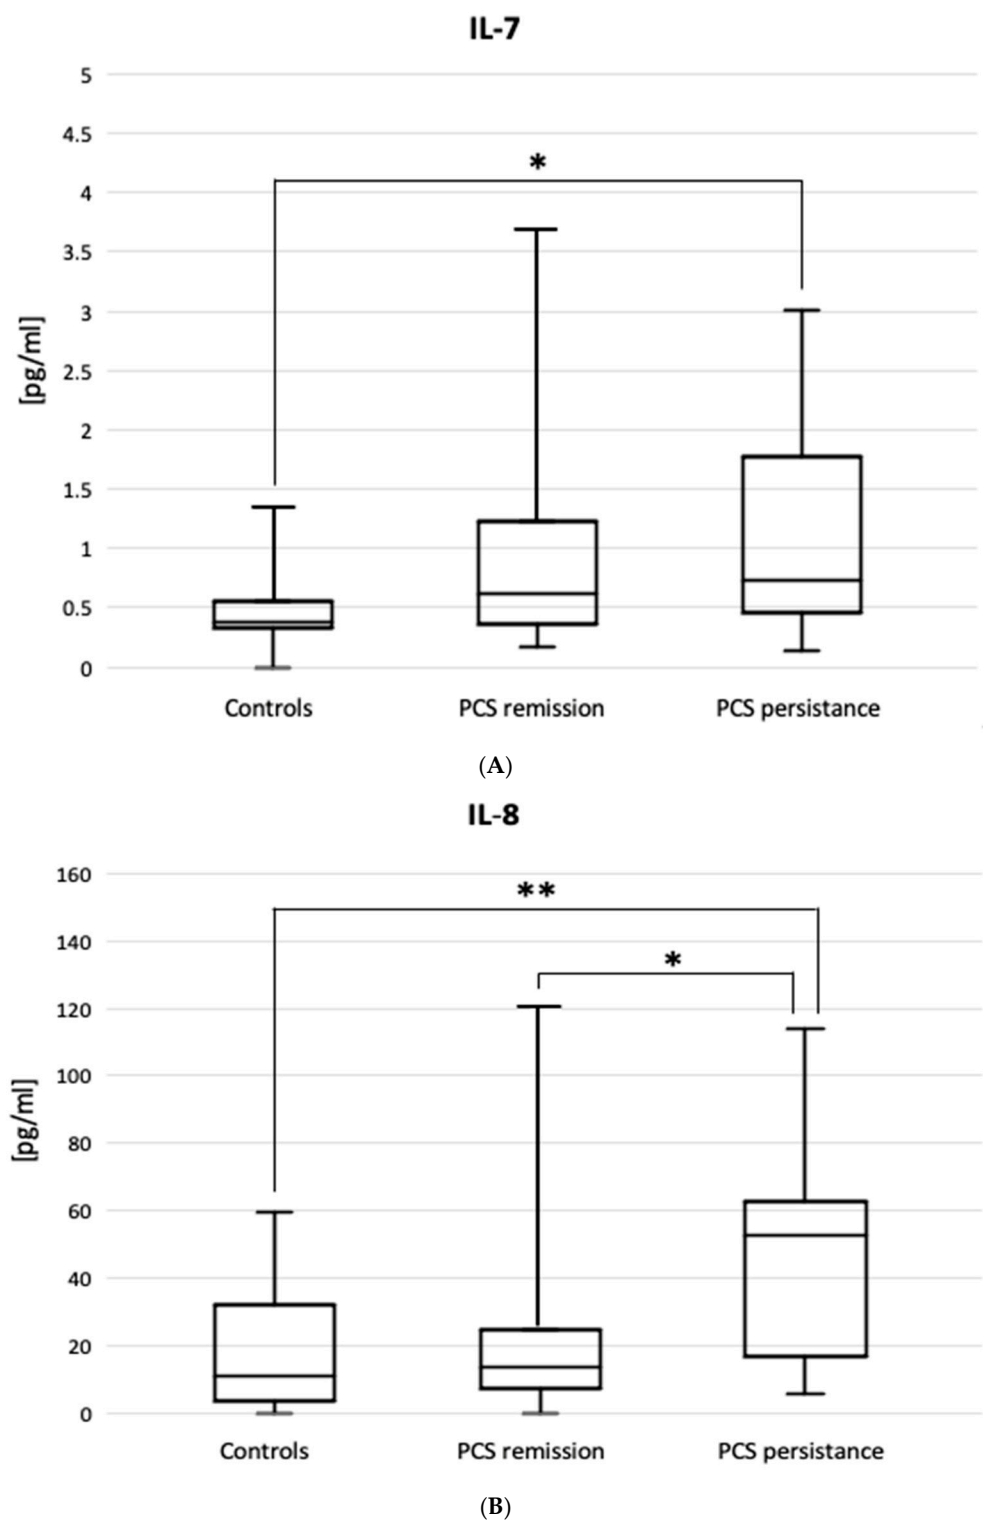 IL-7
5
4.5
*
4
3.5
3
[pg/ml]
2.5
2
1.5
1
0.5
0
Controls PCS remission PCS persistance
(A)
IL-8
160
**
140
*
120
100
[pg/ml]
80
60
40
20
0
Controls PCS remission PCS persistance
(B)